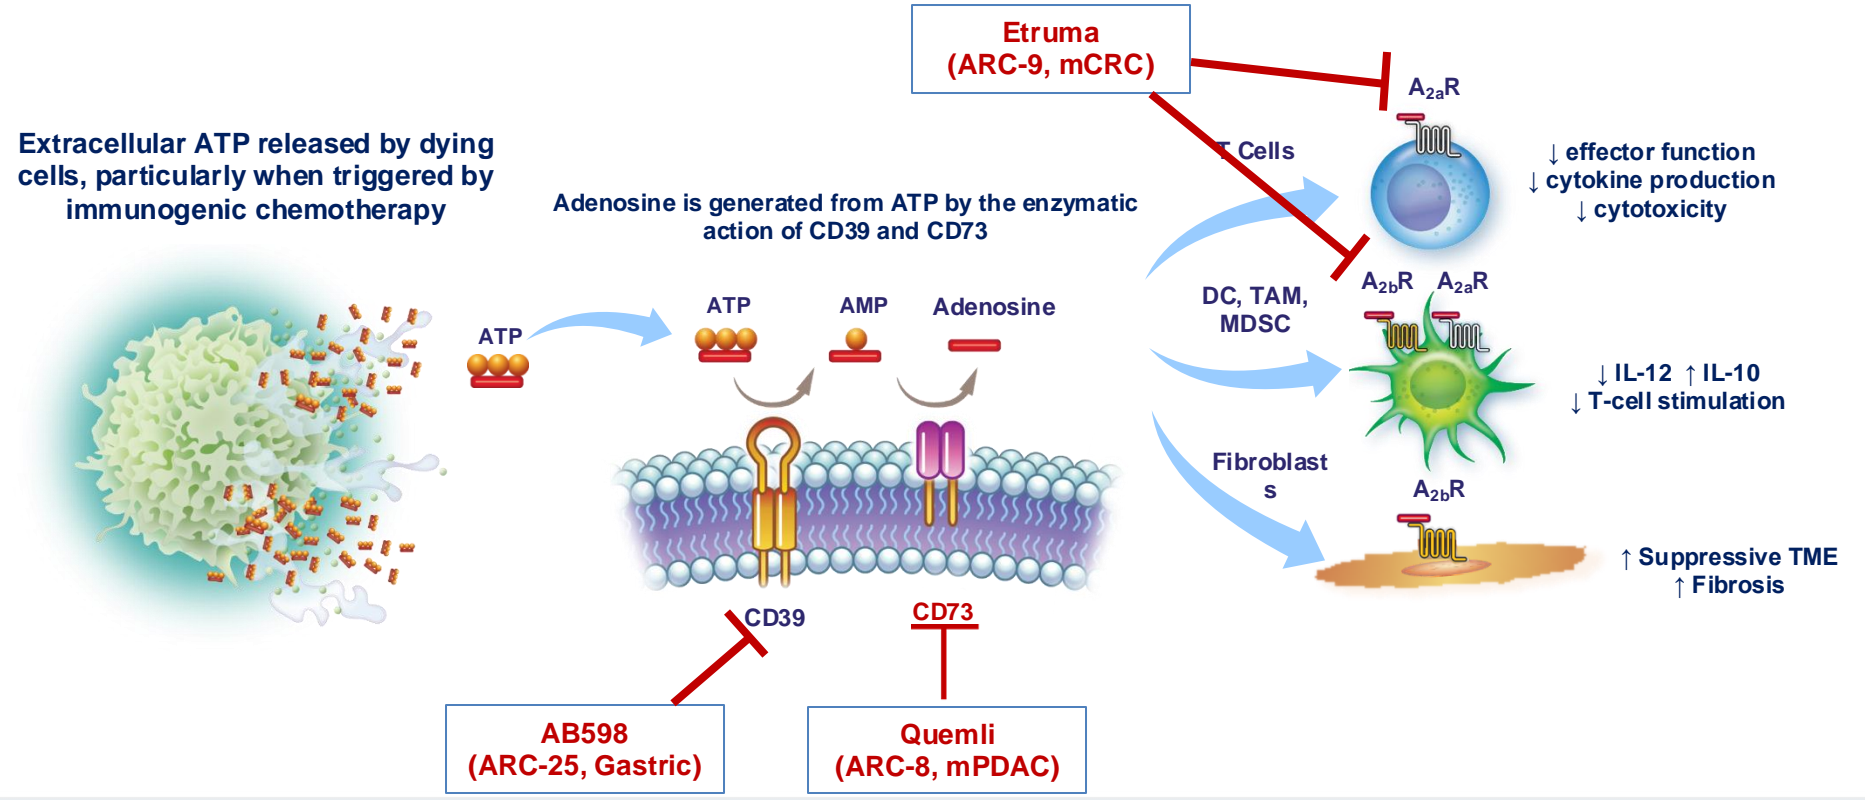 Etruma
(ARC-9, mCRC)
A2aR
Extracellular ATP released by dying
cells, particularly when triggered by
immunogenic chemotherapy
T Cells
↓ effector function
↓ cytokine production
↓ cytotoxicity
Adenosine is generated from ATP by the enzymatic
action of CD39 and CD73
A2bR A2aR
DC, TAM,
MDSC
ATP
ATP
AMP
Adenosine
↓ IL-12 ↑ IL-10
↓ T-cell stimulation
Fibroblast
s
A2bR
↑ Suppressive TME
↑ Fibrosis
CD39
CD73
AB598
(ARC-25, Gastric)
Quemli
(ARC-8, mPDAC)